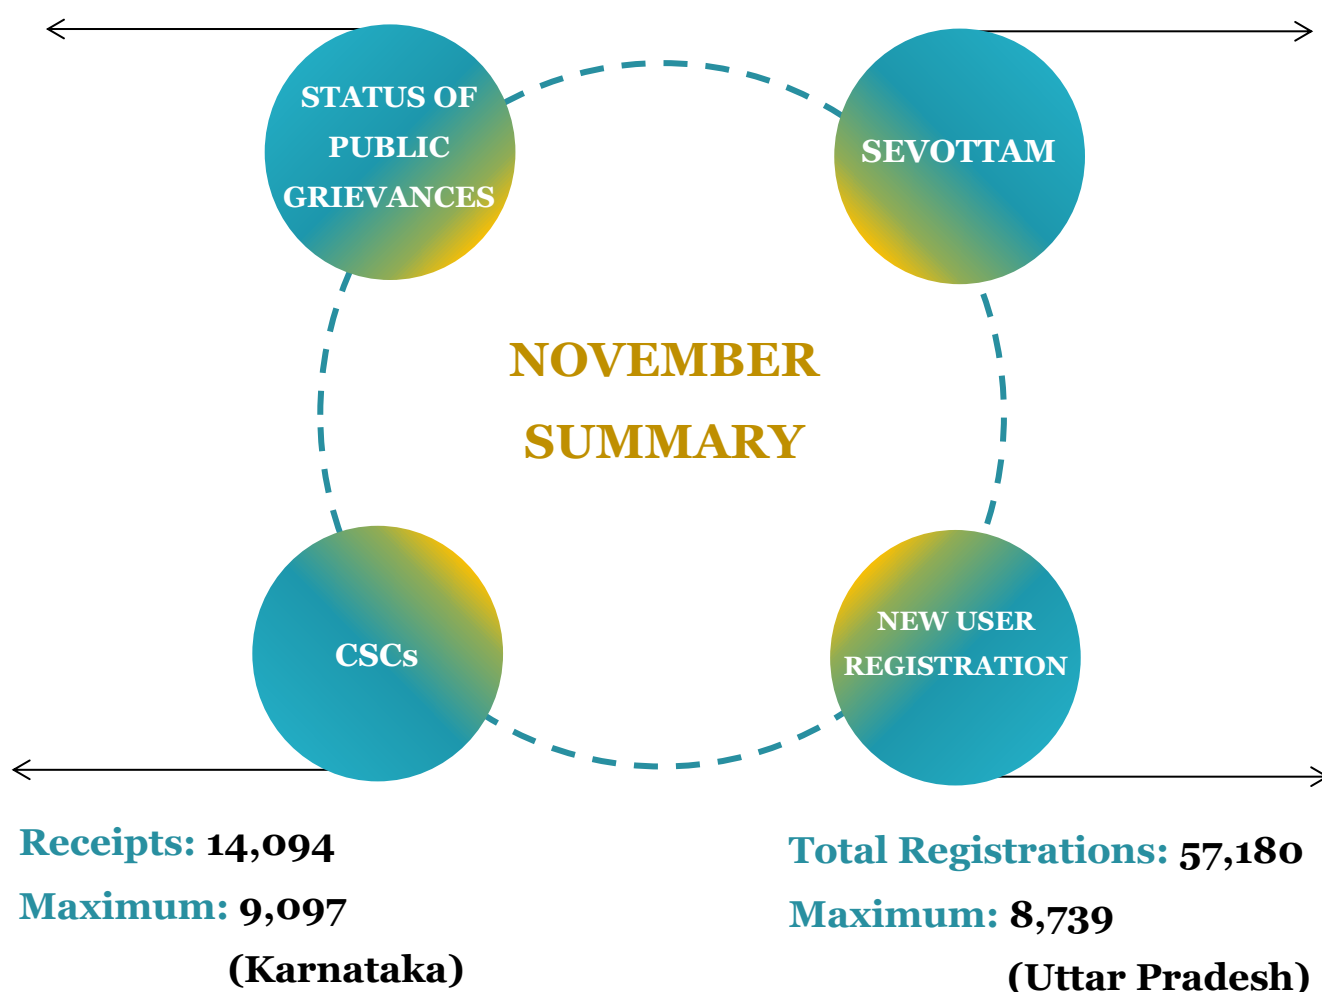 STATUS OF
PUBLIC
GRIEVANCES
SEVOTTAM
NOVEMBER
SUMMARY
CSCs
NEW USER
REGISTRATION
Receipts: 14,094
Maximum: 9,097
(Karnataka)
Total Registrations: 57,180
Maximum: 8,739
(Uttar Pradesh)